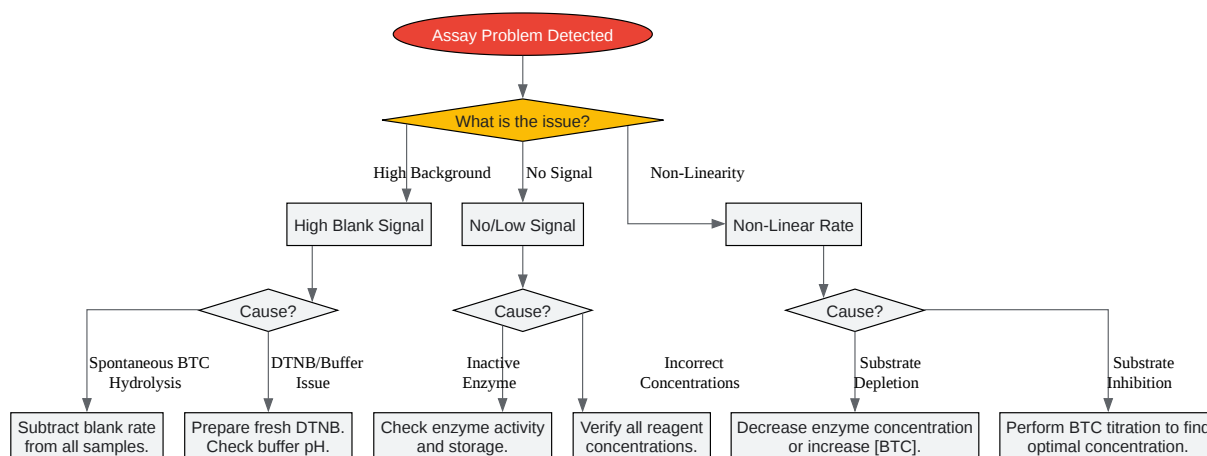 Assay Problem Detected
What is the issue?
High Background
No Signal
Non-Linearity
High Blank Signal
No/Low Signal
Non-Linear Rate
Cause?
Cause?
Cause?
Spontaneous BTC
Hydrolysis
DTNB/Buffer
Issue
Inactive
Enzyme
Incorrect
Concentrations
Substrate
Depletion
Substrate
Inhibition
Subtract blank rate
from all samples.
Prepare fresh DTNB.
Check buffer pH.
Check enzyme activity
and storage.
Verify all reagent
concentrations.
Decrease enzyme concentration
or increase [BTC].
Perform BTC titration to find
optimal concentration.